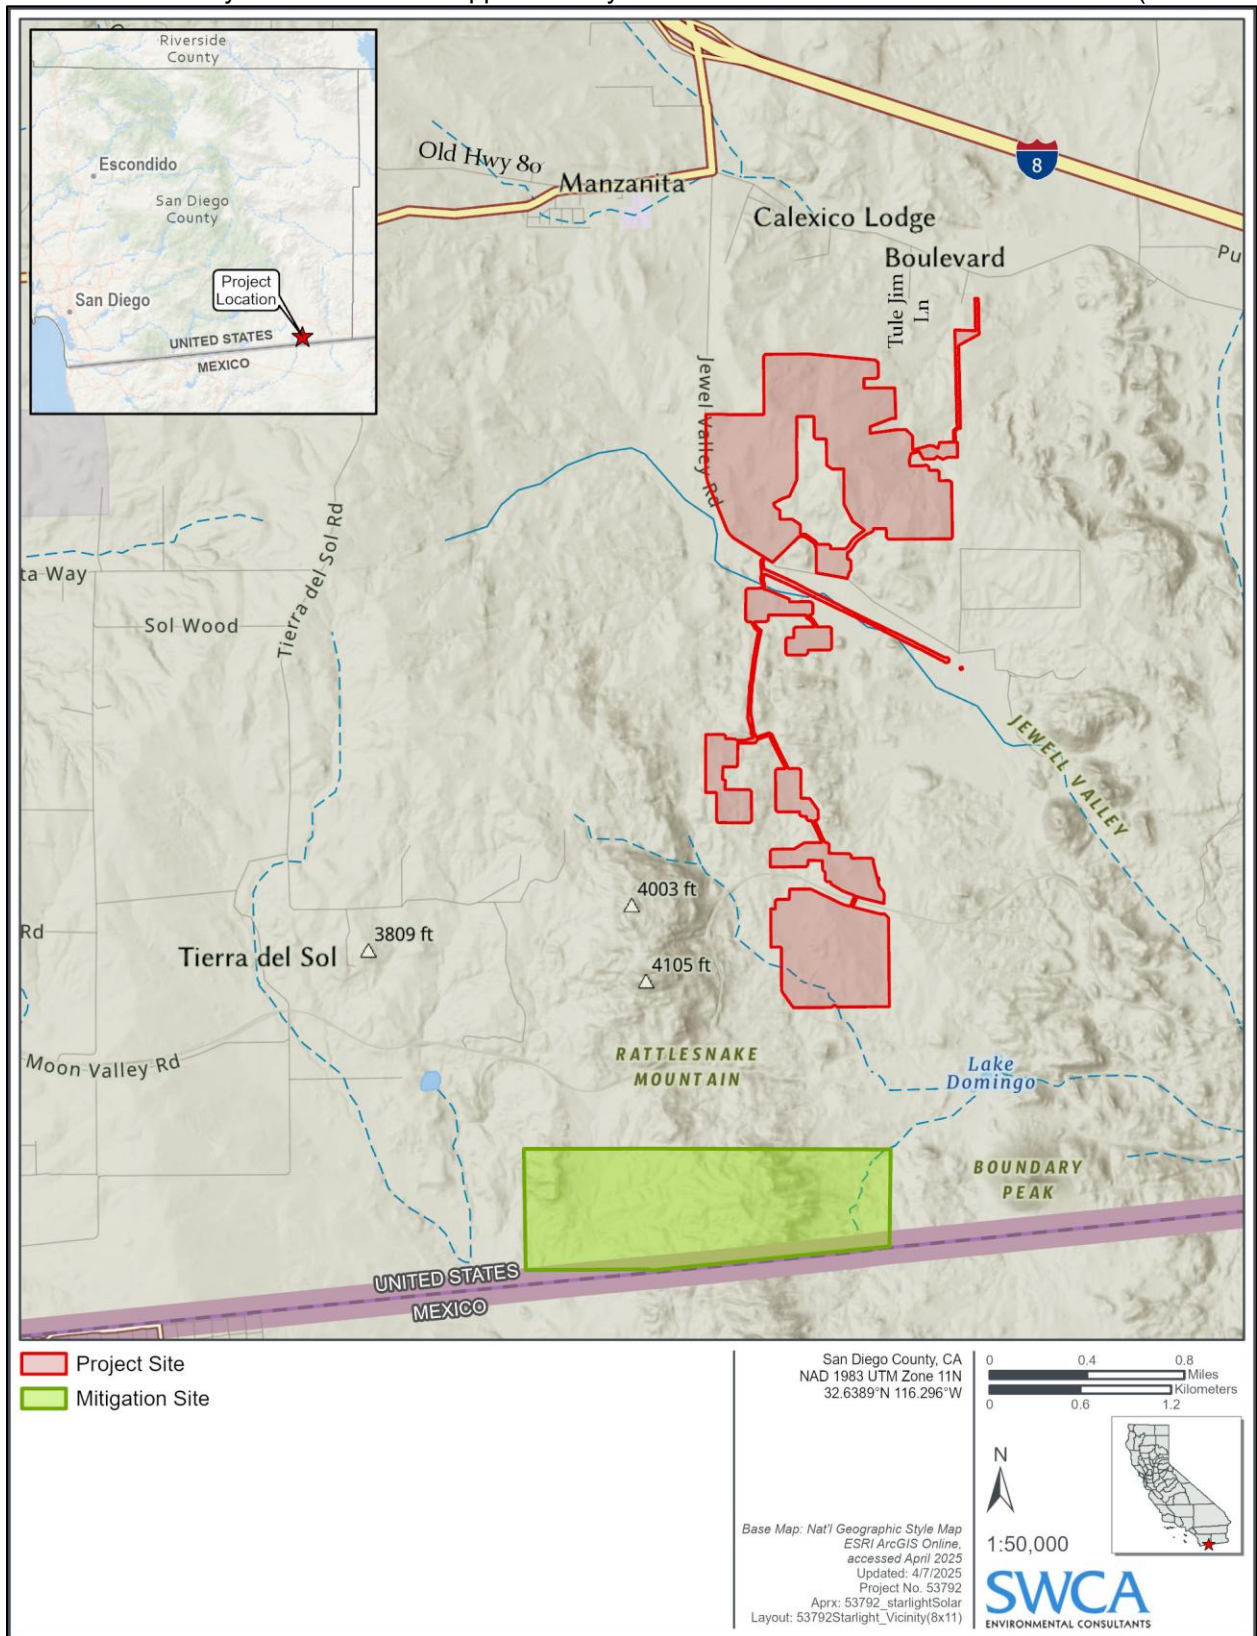 Riverside
County
Escondido
San Diego
County
San Diego
Project
Location
UNITED STATES
MEXICO
Old Hwy 80
Manzanita
8
Calexico Lodge
Boulevard
Pu
Tule Jim
Ln
Jewel Valley Rd
Tierra del Sol Rd
ta Way
Sol Wood
JEWELL VALLEY
4003 ft
Rd
3809 ft
Tierra del Sol
4105 ft
Moon Valley Rd
RATTLESNAKE
MOUNTAIN
Lake
Domingo
BOUNDARY
PEAK
UNITED STATES
MEXICO
Project Site
Mitigation Site
San Diego County, CA
NAD 1983 UTM Zone 11N
32.6389°N 116.296°W
0 0.4 0.8
Miles
Kilometers
0 0.6 1.2
N
1:50,000
Base Map: Nat'l Geographic Style Map
ESRI ArcGIS Online,
accessed April 2025
Updated: 4/7/2025
Project No. 53792
Aprx: 53792_starlightSolar
Layout: 53792Starlight_Vicinity(8x11)
SWCA
ENVIRONMENTAL CONSULTANTS